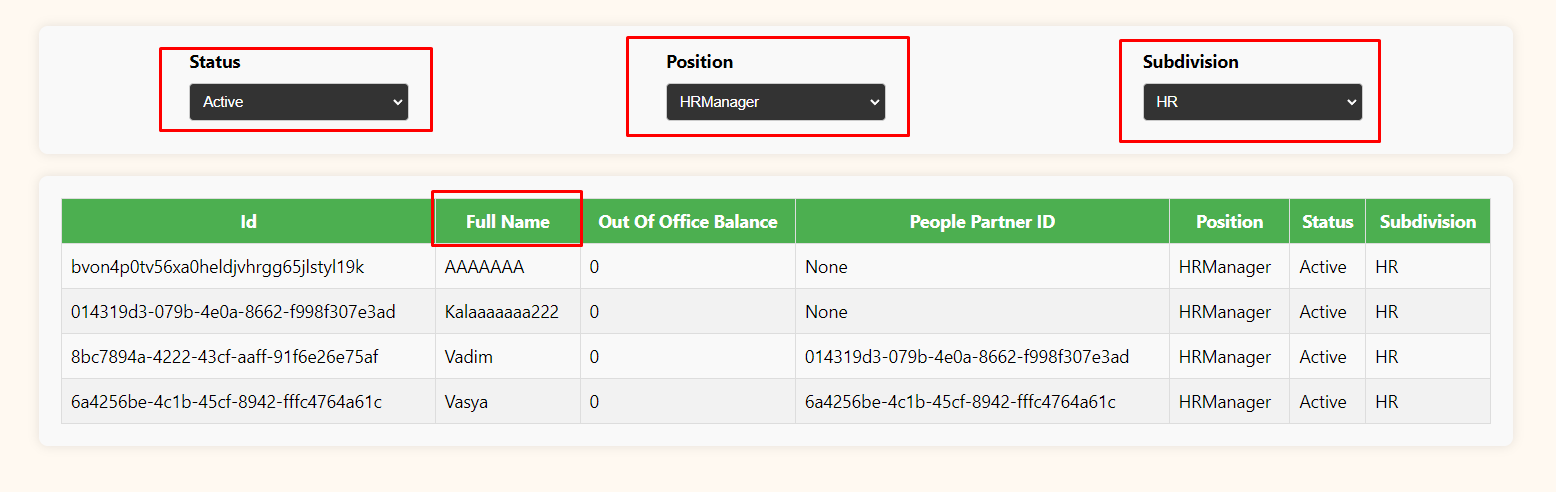 Status Position Subdivision
Active HRManager HR
Id Full Name Out Of Office Balance People Partner ID Position Status Subdivision
bvon4p0tv56xa0heldjvhrgg65jlstyl19k AAAAAAA 0 None HRManager Active HR
014319d3-079b-4e0a-8662-f998f307e3ad Kalaaaaaaa222 0 None HRManager Active HR
8bc7894a-4222-43cf-aaff-91f6e26e75af Vadim 0 014319d3-079b-4e0a-8662-f998f307e3ad HRManager Active HR
6a4256be-4c1b-45cf-8942-fffc4764a61c Vasya 0 6a4256be-4c1b-45cf-8942-fffc4764a61c HRManager Active HR